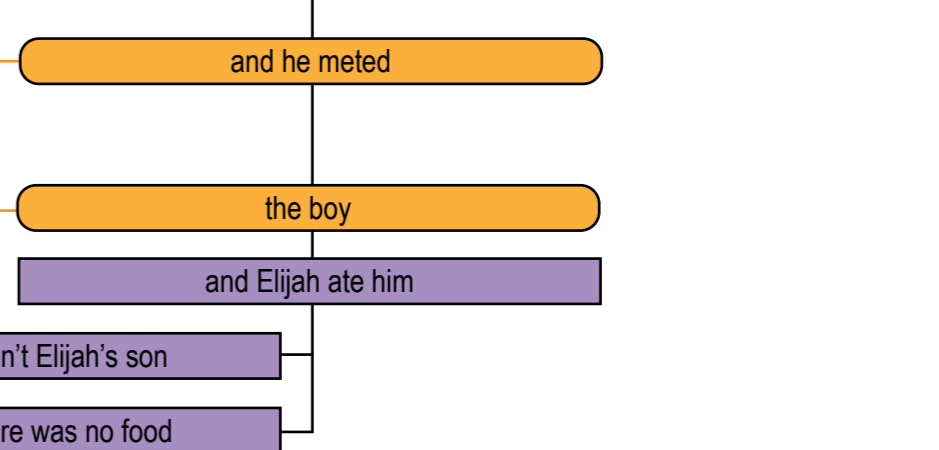 and he meted
the boy
and Elijah ate him
n’t Elijah’s son
re was no food